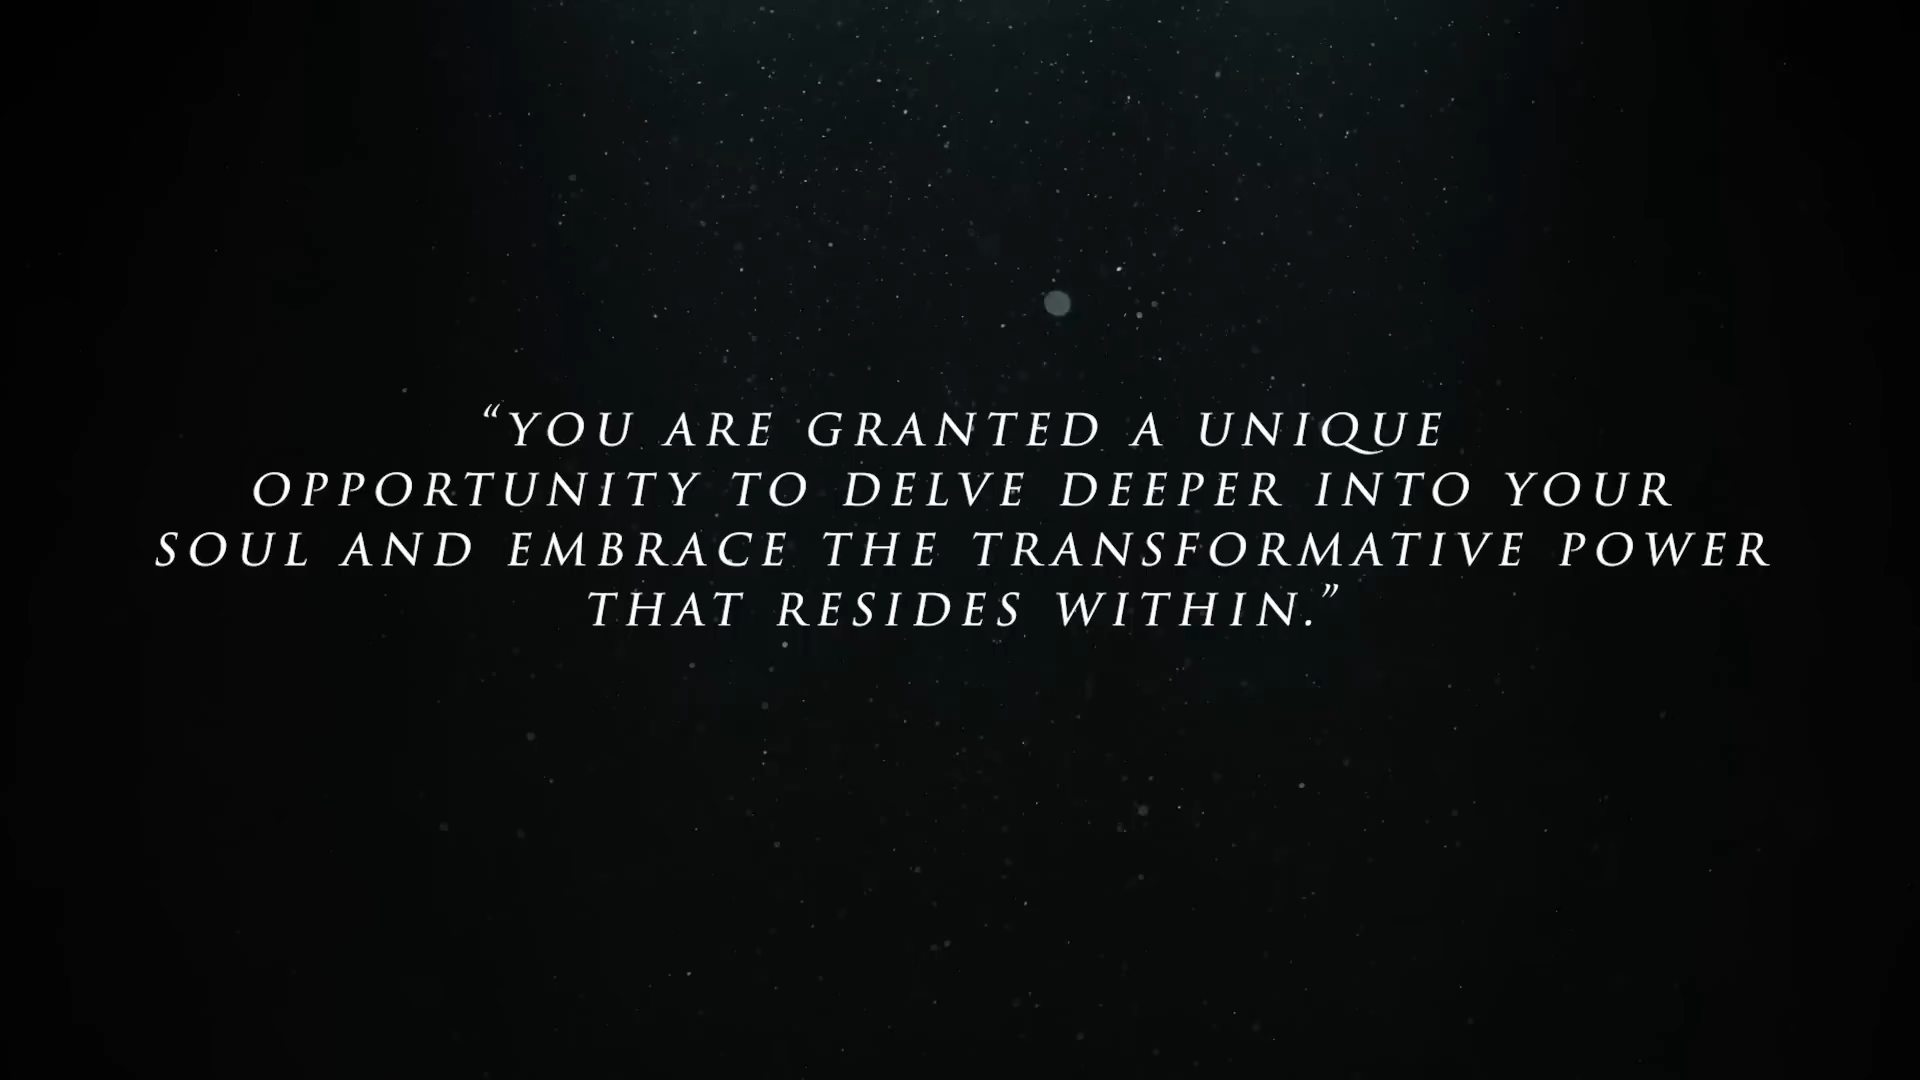 “YOU ARE GRANTED A UNIQUE
OPPORTUNITY TO DELVE DEEPER INTO YOUR
SOUL AND EMBRACE THE TRANSFORMATIVE POWER
THAT RESIDES WITHIN.”